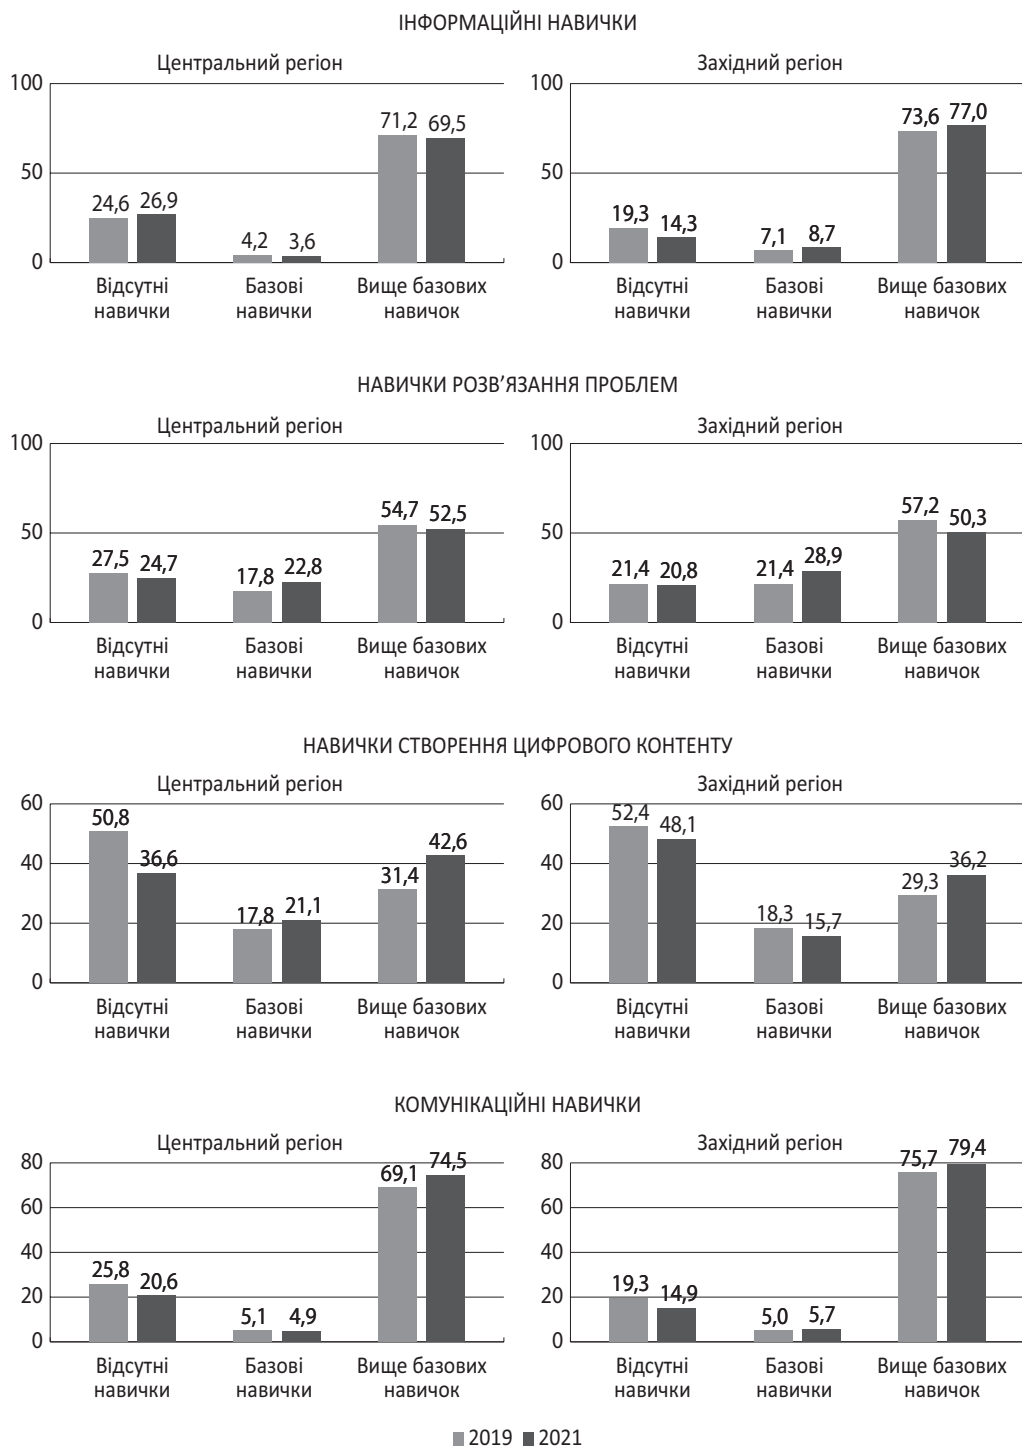 ІНФОРМАЦІЙНІ НАВИЧКИ
Центральний регіон
100
50
0
24,6
26,9
4,2
3,6
71,2
69,5
Відсутні
навички
Базові
навички
Вище базових
навичок
Західний регіон
100
50
0
19,3
14,3
7,1
8,7
73,6
77,0
Відсутні
навички
Базові
навички
Вище базових
навичок
НАВИЧКИ РОЗВ’ЯЗАННЯ ПРОБЛЕМ
Центральний регіон
100
50
0
27,5
24,7
17,8
22,8
54,7
52,5
Відсутні
навички
Базові
навички
Вище базових
навичок
Західний регіон
100
50
0
21,4
20,8
21,4
28,9
57,2
50,3
Відсутні
навички
Базові
навички
Вище базових
навичок
НАВИЧКИ СТВОРЕННЯ ЦИФРОВОГО КОНТЕНТУ
Центральний регіон
60
40
20
0
50,8
36,6
17,8
21,1
31,4
42,6
Відсутні
навички
Базові
навички
Вище базових
навичок
Західний регіон
60
40
20
0
52,4
48,1
18,3
15,7
29,3
36,2
Відсутні
навички
Базові
навички
Вище базових
навичок
КОМУНІКАЦІЙНІ НАВИЧКИ
Центральний регіон
80
60
40
20
0
25,8
20,6
5,1
4,9
69,1
74,5
Відсутні
навички
Базові
навички
Вище базових
навичок
Західний регіон
80
60
40
20
0
19,3
14,9
5,0
5,7
75,7
79,4
Відсутні
навички
Базові
навички
Вище базових
навичок
2019 2021